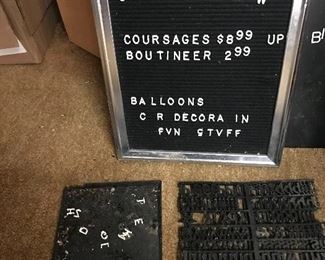 COURSAGES $8.99 UP
BOUTINEER 2.99
BALLOONS
C R DECORA IN
FVN STVFF